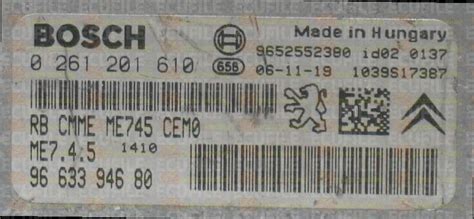 BOSCH
Made in Hungary
9652552380 id02 0137
0 261 201 610
65B 06-11-19 1039S17387
RB CMME ME745 CEM0
ME7.4.5 1410
96 633 946 80